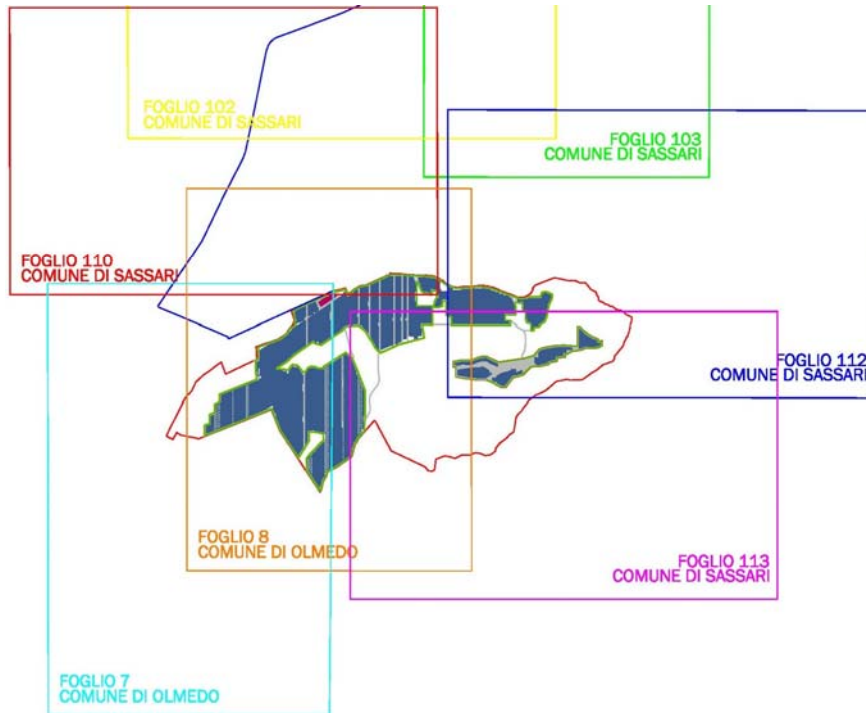 FOGLIO 102
COMUNE DI SASSARI
FOGLIO 103
COMUNE DI SASSARI
FOGLIO 110
COMUNE DI SASSARI
FOGLIO 112
COMUNE DI SASSARI
FOGLIO 8
COMUNE DI OLMEDO
FOGLIO 113
COMUNE DI SASSARI
FOGLIO 7
COMUNE DI OLMEDO